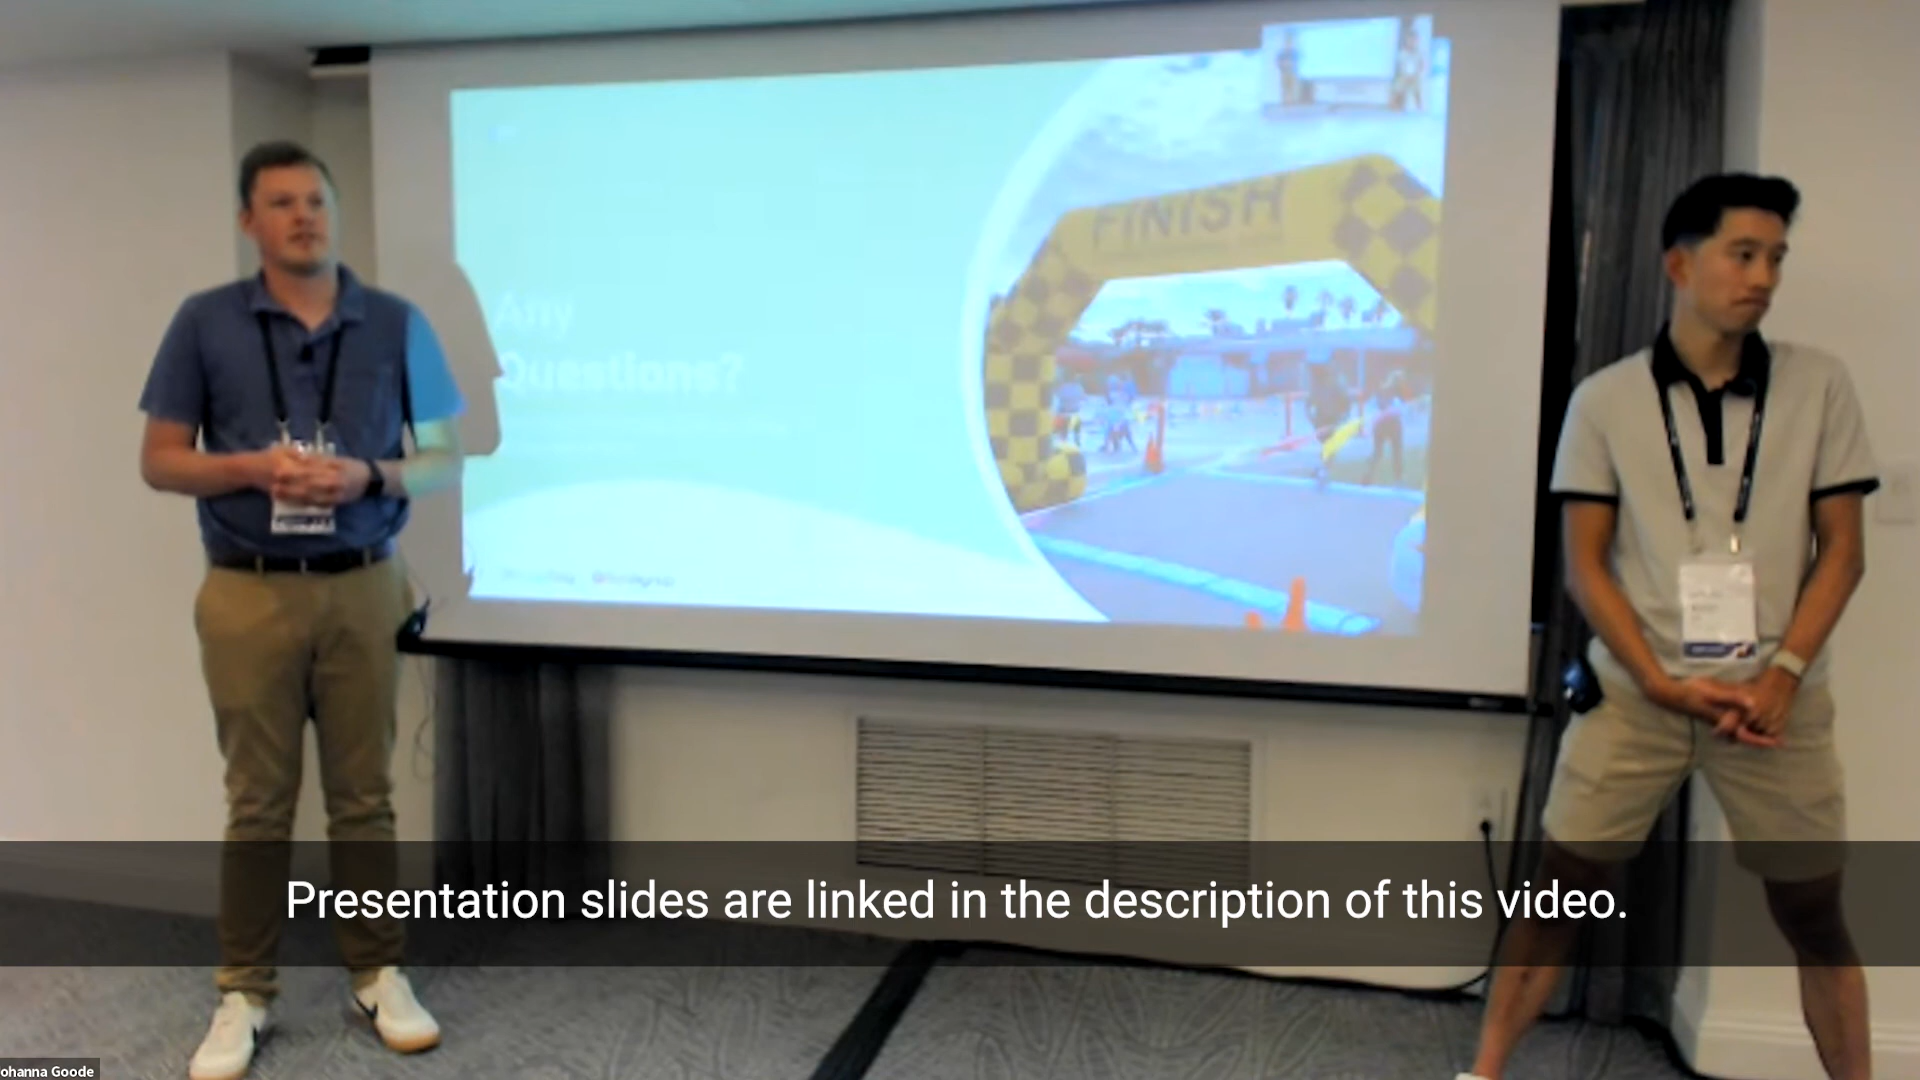 FINISH
Any
Questions?
Presentation slides are linked in the description of this video.
ohanna Goode